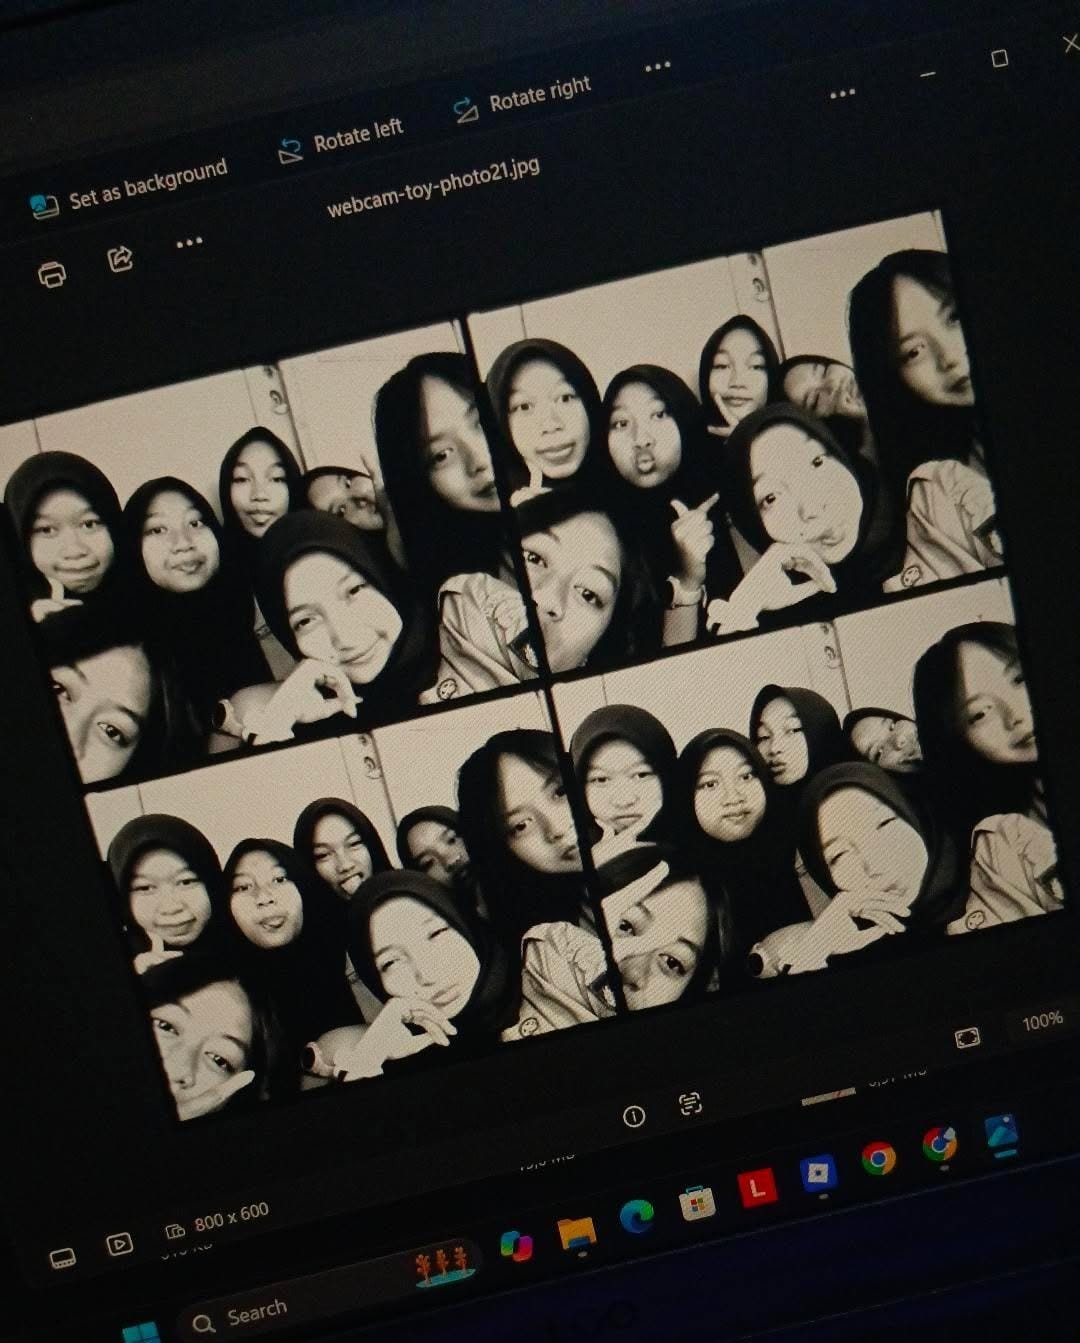 Set as background
Rotate left
Rotate right
webcam-toy-photo21.jpg
100%
800 x 600
L
Search